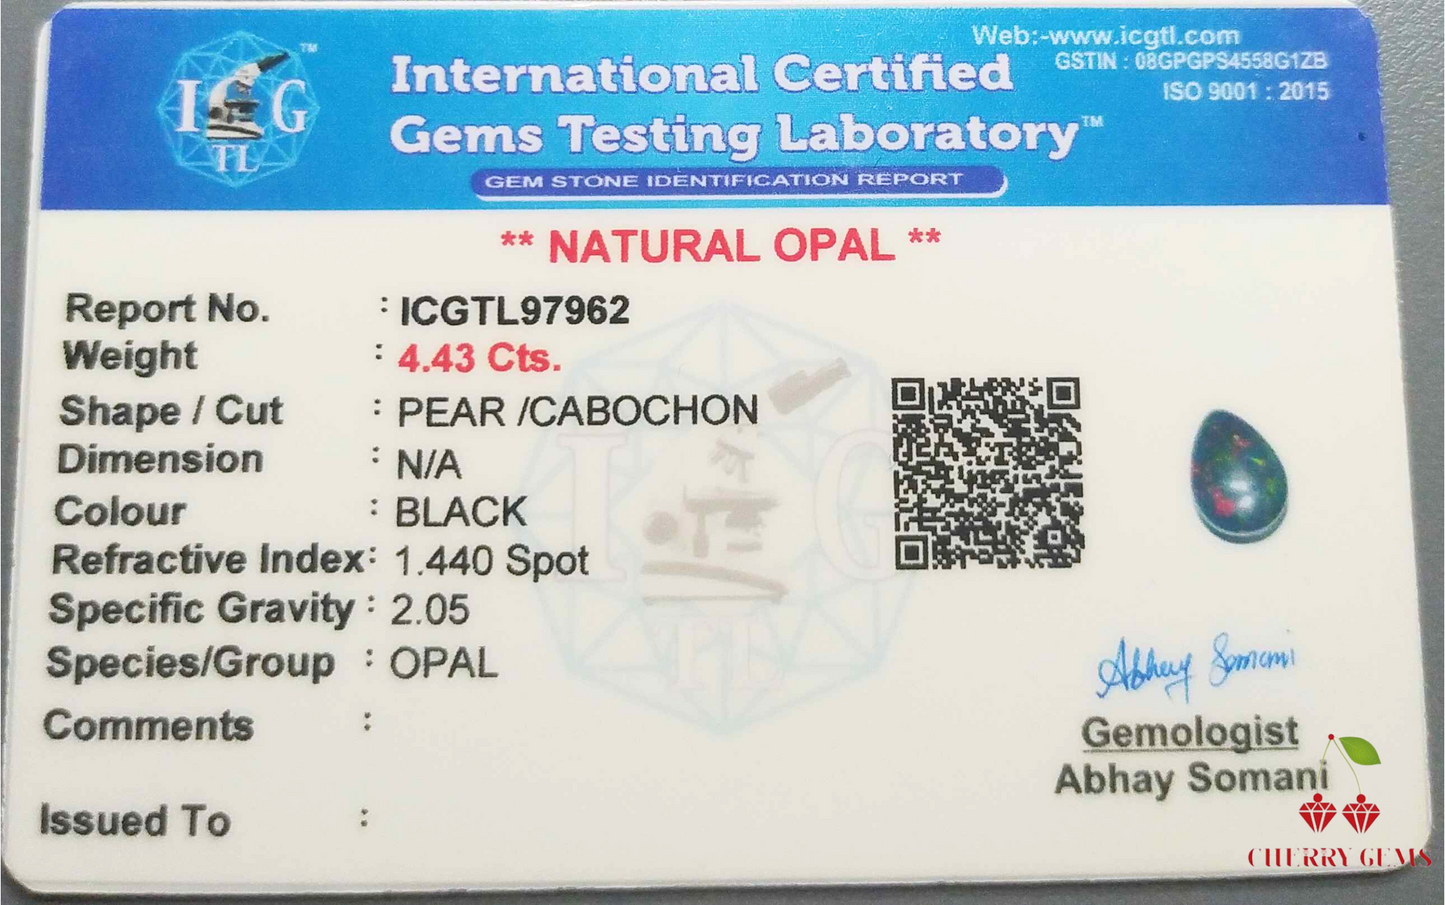 I G
TL
TM
International Certified
Gems Testing Laboratory™
GEM STONE IDENTIFICATION REPORT
Web:-www.icgtl.com
GSTIN : 08GPGPS4558G1ZB
ISO 9001 : 2015
** NATURAL OPAL **
Report No. : ICGTL97962
Weight : 4.43 Cts.
Shape / Cut : PEAR /CABOCHON
Dimension : N/A
Colour : BLACK
Refractive Index : 1.440 Spot
Specific Gravity : 2.05
Species/Group : OPAL
Comments :
Issued To :
I G
TL
Abhay Somani
Gemologist
Abhay Somani
CHERRY GEMS